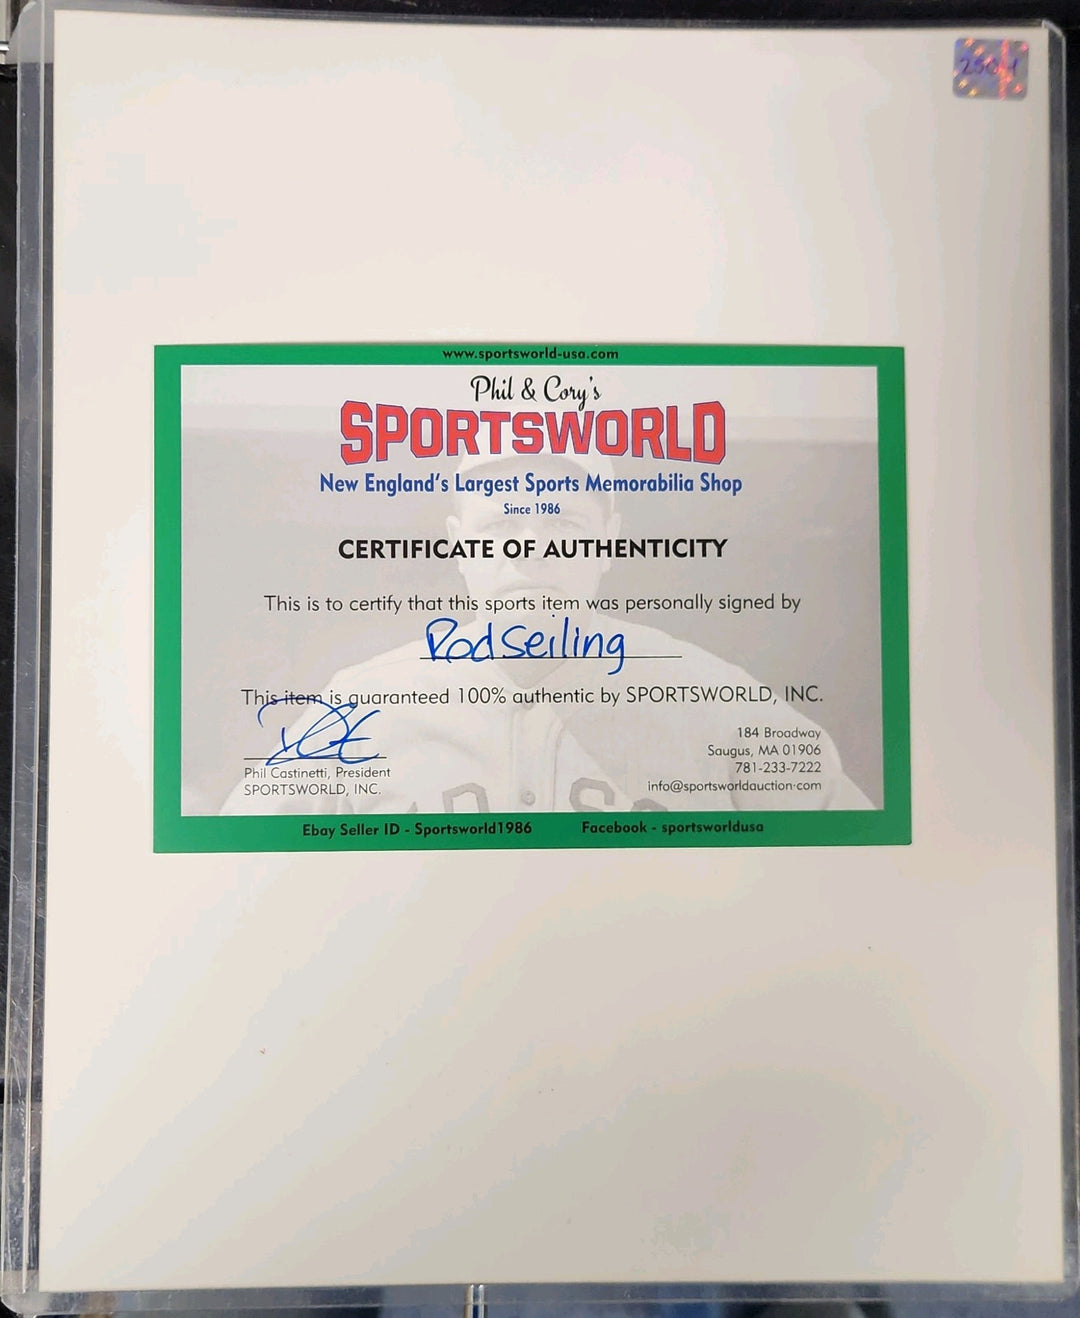 www.sportsworld-usa.com
Phil & Cory's
SPORTSWORLD
New England's Largest Sports Memorabilia Shop
Since 1986
CERTIFICATE OF AUTHENTICITY
This is to certify that this sports item was personally signed by
Rod Seiling
This item is guaranteed 100% authentic by SPORTSWORLD, INC.
184 Broadway
Saugus, MA 01906
781-233-7222
info@sportsworldauction.com
Phil Castinetti, President
SPORTSWORLD, INC.
Ebay Seller ID - Sportsworld1986
Facebook - sportsworldusa